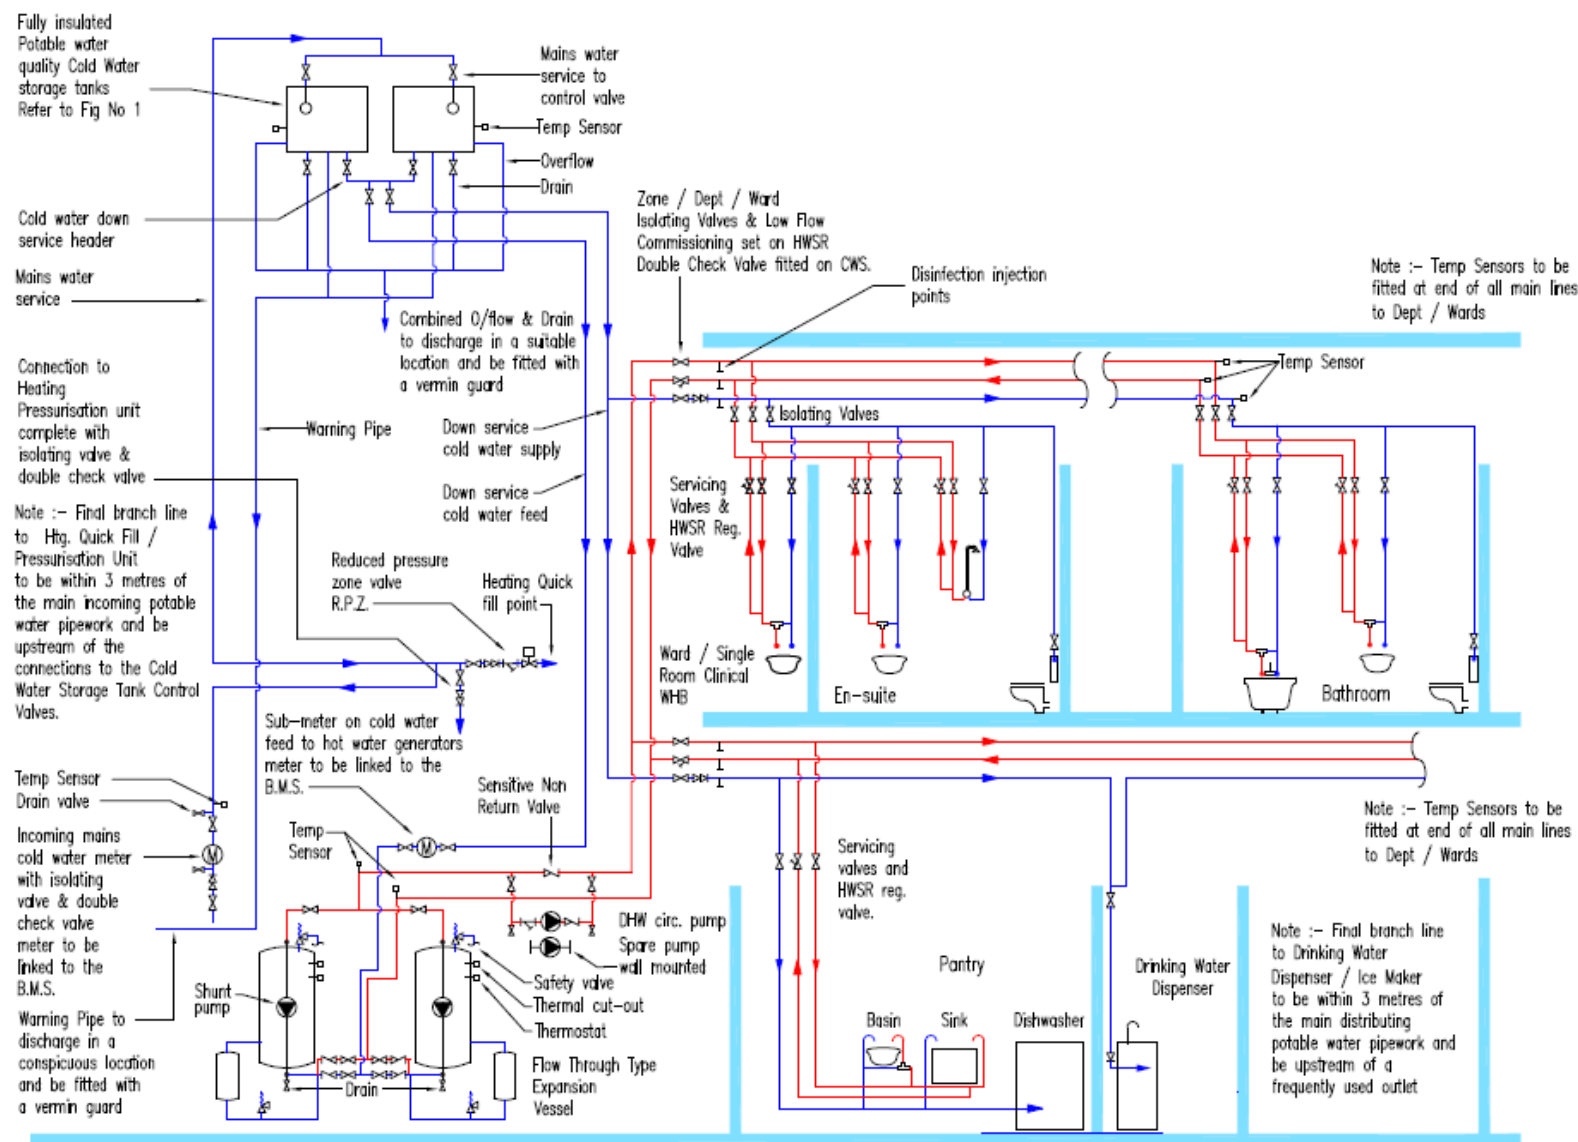 Fully insulated
Potable water
quality Cold Water
storage tanks
Refer to Fig No 1
Mains water
service to
control valve
Temp Sensor
Overflow
Drain
Cold water down
service header
Mains water
service
Zone / Dept / Ward
Isolating Valves & Low Flow
Commissioning set on HWSR
Double Check Valve fitted on CWS.
Disinfection injection
points
Note :- Temp Sensors to be
fitted at end of all main lines
to Dept / Wards
Combined O/flow & Drain
to discharge in a suitable
location and be fitted with
a vermin guard
Connection to
Heating
Pressurisation unit
complete with
isolating valve &
double check valve
Warning Pipe
Down service
cold water supply
Down service
cold water feed
Temp Sensor
Isolating Valves
Servicing
Valves &
HWSR Reg.
Valve
Note :- Final branch line
to Htg. Quick Fill /
Pressurisation Unit
to be within 3 metres of
the main incoming potable
water pipework and be
upstream of the
connections to the Cold
Water Storage Tank Control
Valves.
Reduced pressure
zone valve
R.P.Z.
Heating Quick
fill point
Ward / Single
Room Clinical
WHB
En-suite
Bathroom
Sub-meter on cold water
feed to hot water generators
meter to be linked to the
B.M.S.
Sensitive Non
Return Valve
Temp Sensor
Drain valve
Incoming mains
cold water meter
with isolating
valve & double
check valve
meter to be
linked to the
B.M.S.
M
M
Temp
Sensor
Note :- Temp Sensors to be
fitted at end of all main lines
to Dept / Wards
Servicing
valves and
HWSR reg.
valve.
DHW circ. pump
Spare pump
wall mounted
Safety valve
Thermal cut-out
Thermostat
Shunt
pump
Warning Pipe to
discharge in a
conspicuous location
and be fitted with
a vermin guard
Drain
Flow Through Type
Expansion
Vessel
Pantry
Basin
Sink
Dishwasher
Drinking Water
Dispenser
Note :- Final branch line
to Drinking Water
Dispenser / Ice Maker
to be within 3 metres of
the main distributing
potable water pipework and
be upstream of a
frequently used outlet